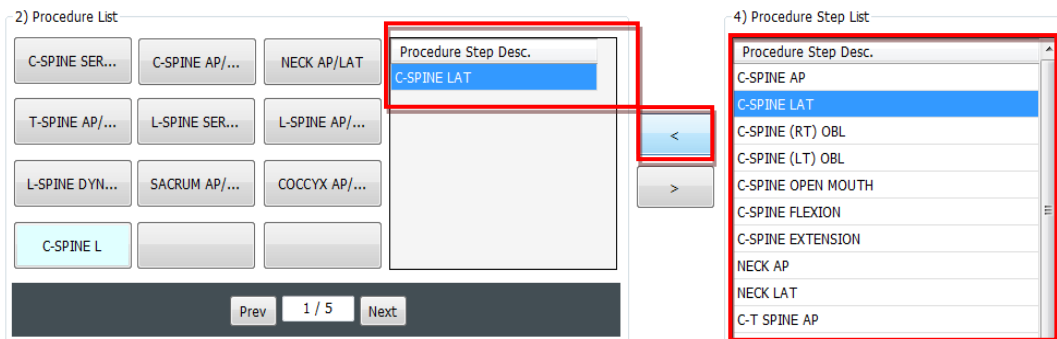 2) Procedure List
C-SPINE SER...
C-SPINE AP/...
NECK AP/LAT
T-SPINE AP/...
L-SPINE SER...
L-SPINE AP/...
L-SPINE DYN...
SACRUM AP/...
COCCYX AP/...
C-SPINE L
Procedure Step Desc.
C-SPINE LAT
Prev
1 / 5
Next
<
>
4) Procedure Step List
Procedure Step Desc.
C-SPINE AP
C-SPINE LAT
C-SPINE (RT) OBL
C-SPINE (LT) OBL
C-SPINE OPEN MOUTH
C-SPINE FLEXION
C-SPINE EXTENSION
NECK AP
NECK LAT
C-T SPINE AP